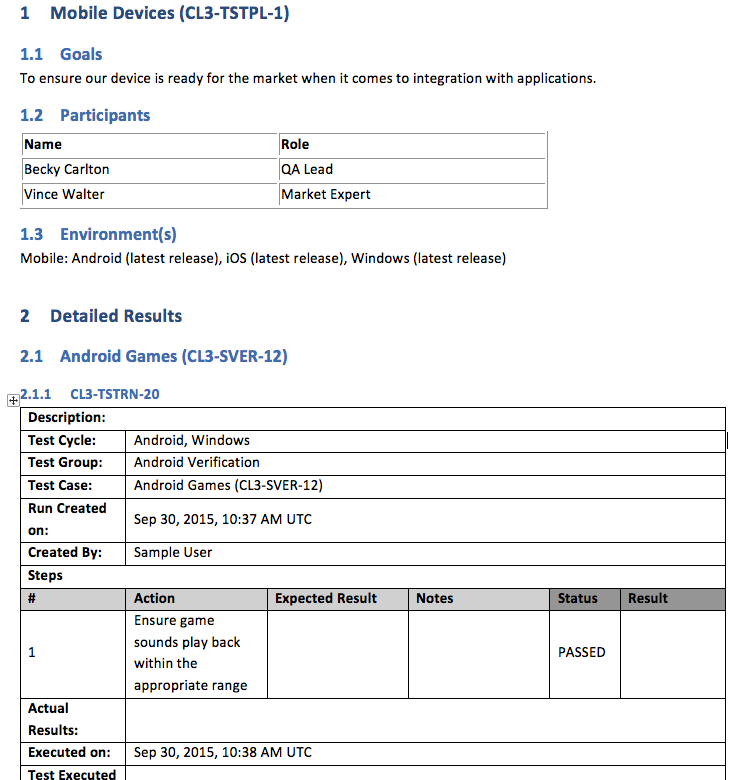 1 Mobile Devices (CL3-TSTPL-1)
1.1 Goals
To ensure our device is ready for the market when it comes to integration with applications.
1.2 Participants
Name Role
Becky Carlton QA Lead
Vince Walter Market Expert
1.3 Environment(s)
Mobile: Android (latest release), iOS (latest release), Windows (latest release)
2 Detailed Results
2.1 Android Games (CL3-SVER-12)
2.1.1 CL3-TSTRN-20
Description:
Test Cycle: Android, Windows
Test Group: Android Verification
Test Case: Android Games (CL3-SVER-12)
Run Created
on: Sep 30, 2015, 10:37 AM UTC
Created By: Sample User
Steps
# Action Expected Result Notes Status Result
1 Ensure game
sounds play back
within the
appropriate range
PASSED
Actual
Results:
Executed on: Sep 30, 2015, 10:38 AM UTC
Test Executed